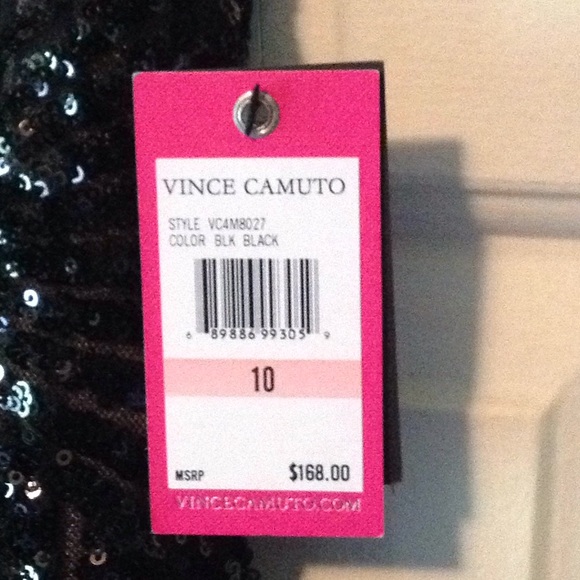 VINCE CAMUTO
STYLE VC4M8027
COLOR BLK BLACK
6 89886 99305 9
10
MSRP $168.00
VINCECAMUTO.COM